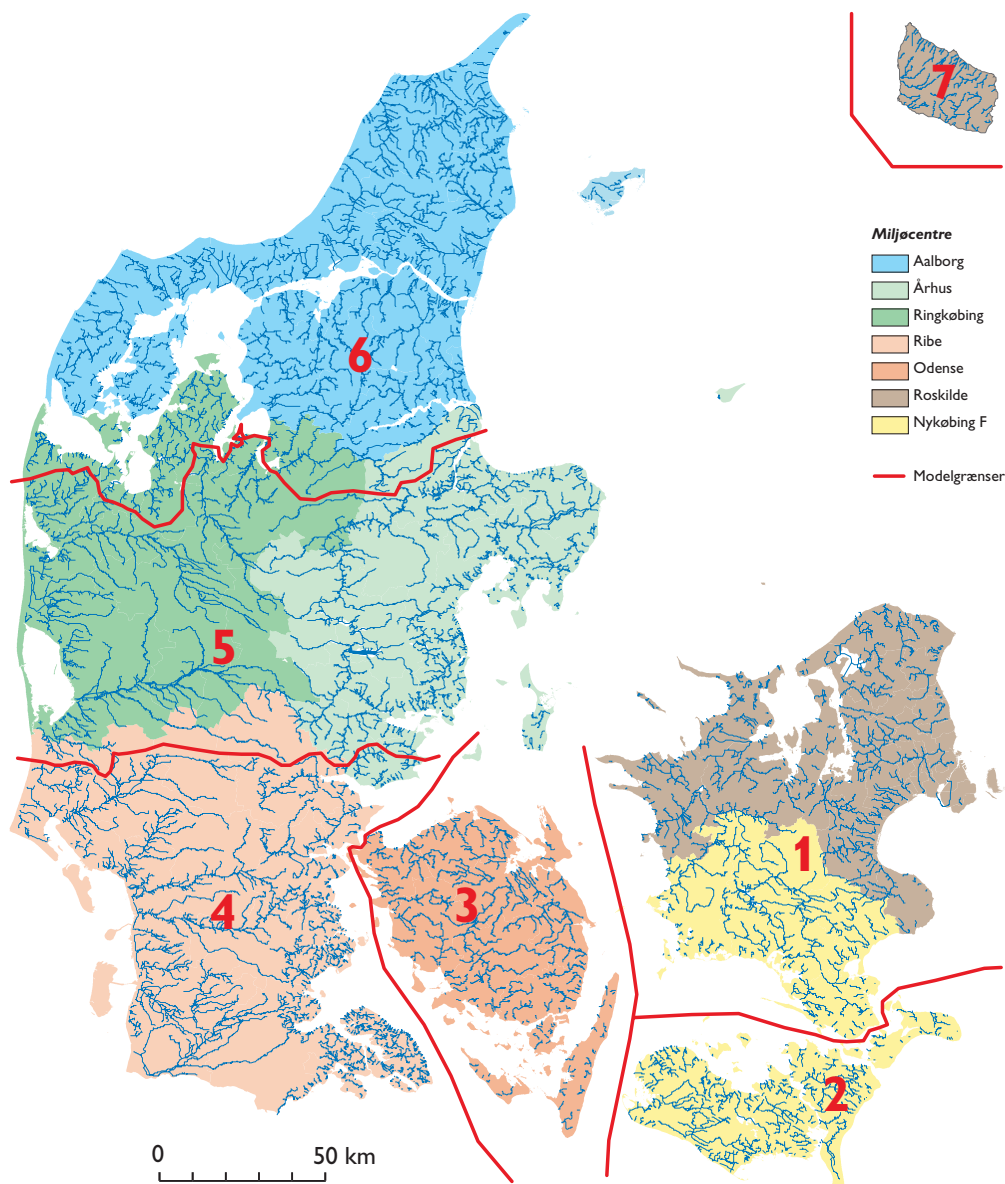 7
Miljøcentre
Aalborg
Århus
Ringkøbing
Ribe
Odense
Roskilde
Nykøbing F
Modelgrænser
6
5
1
4
3
2
0 50 km